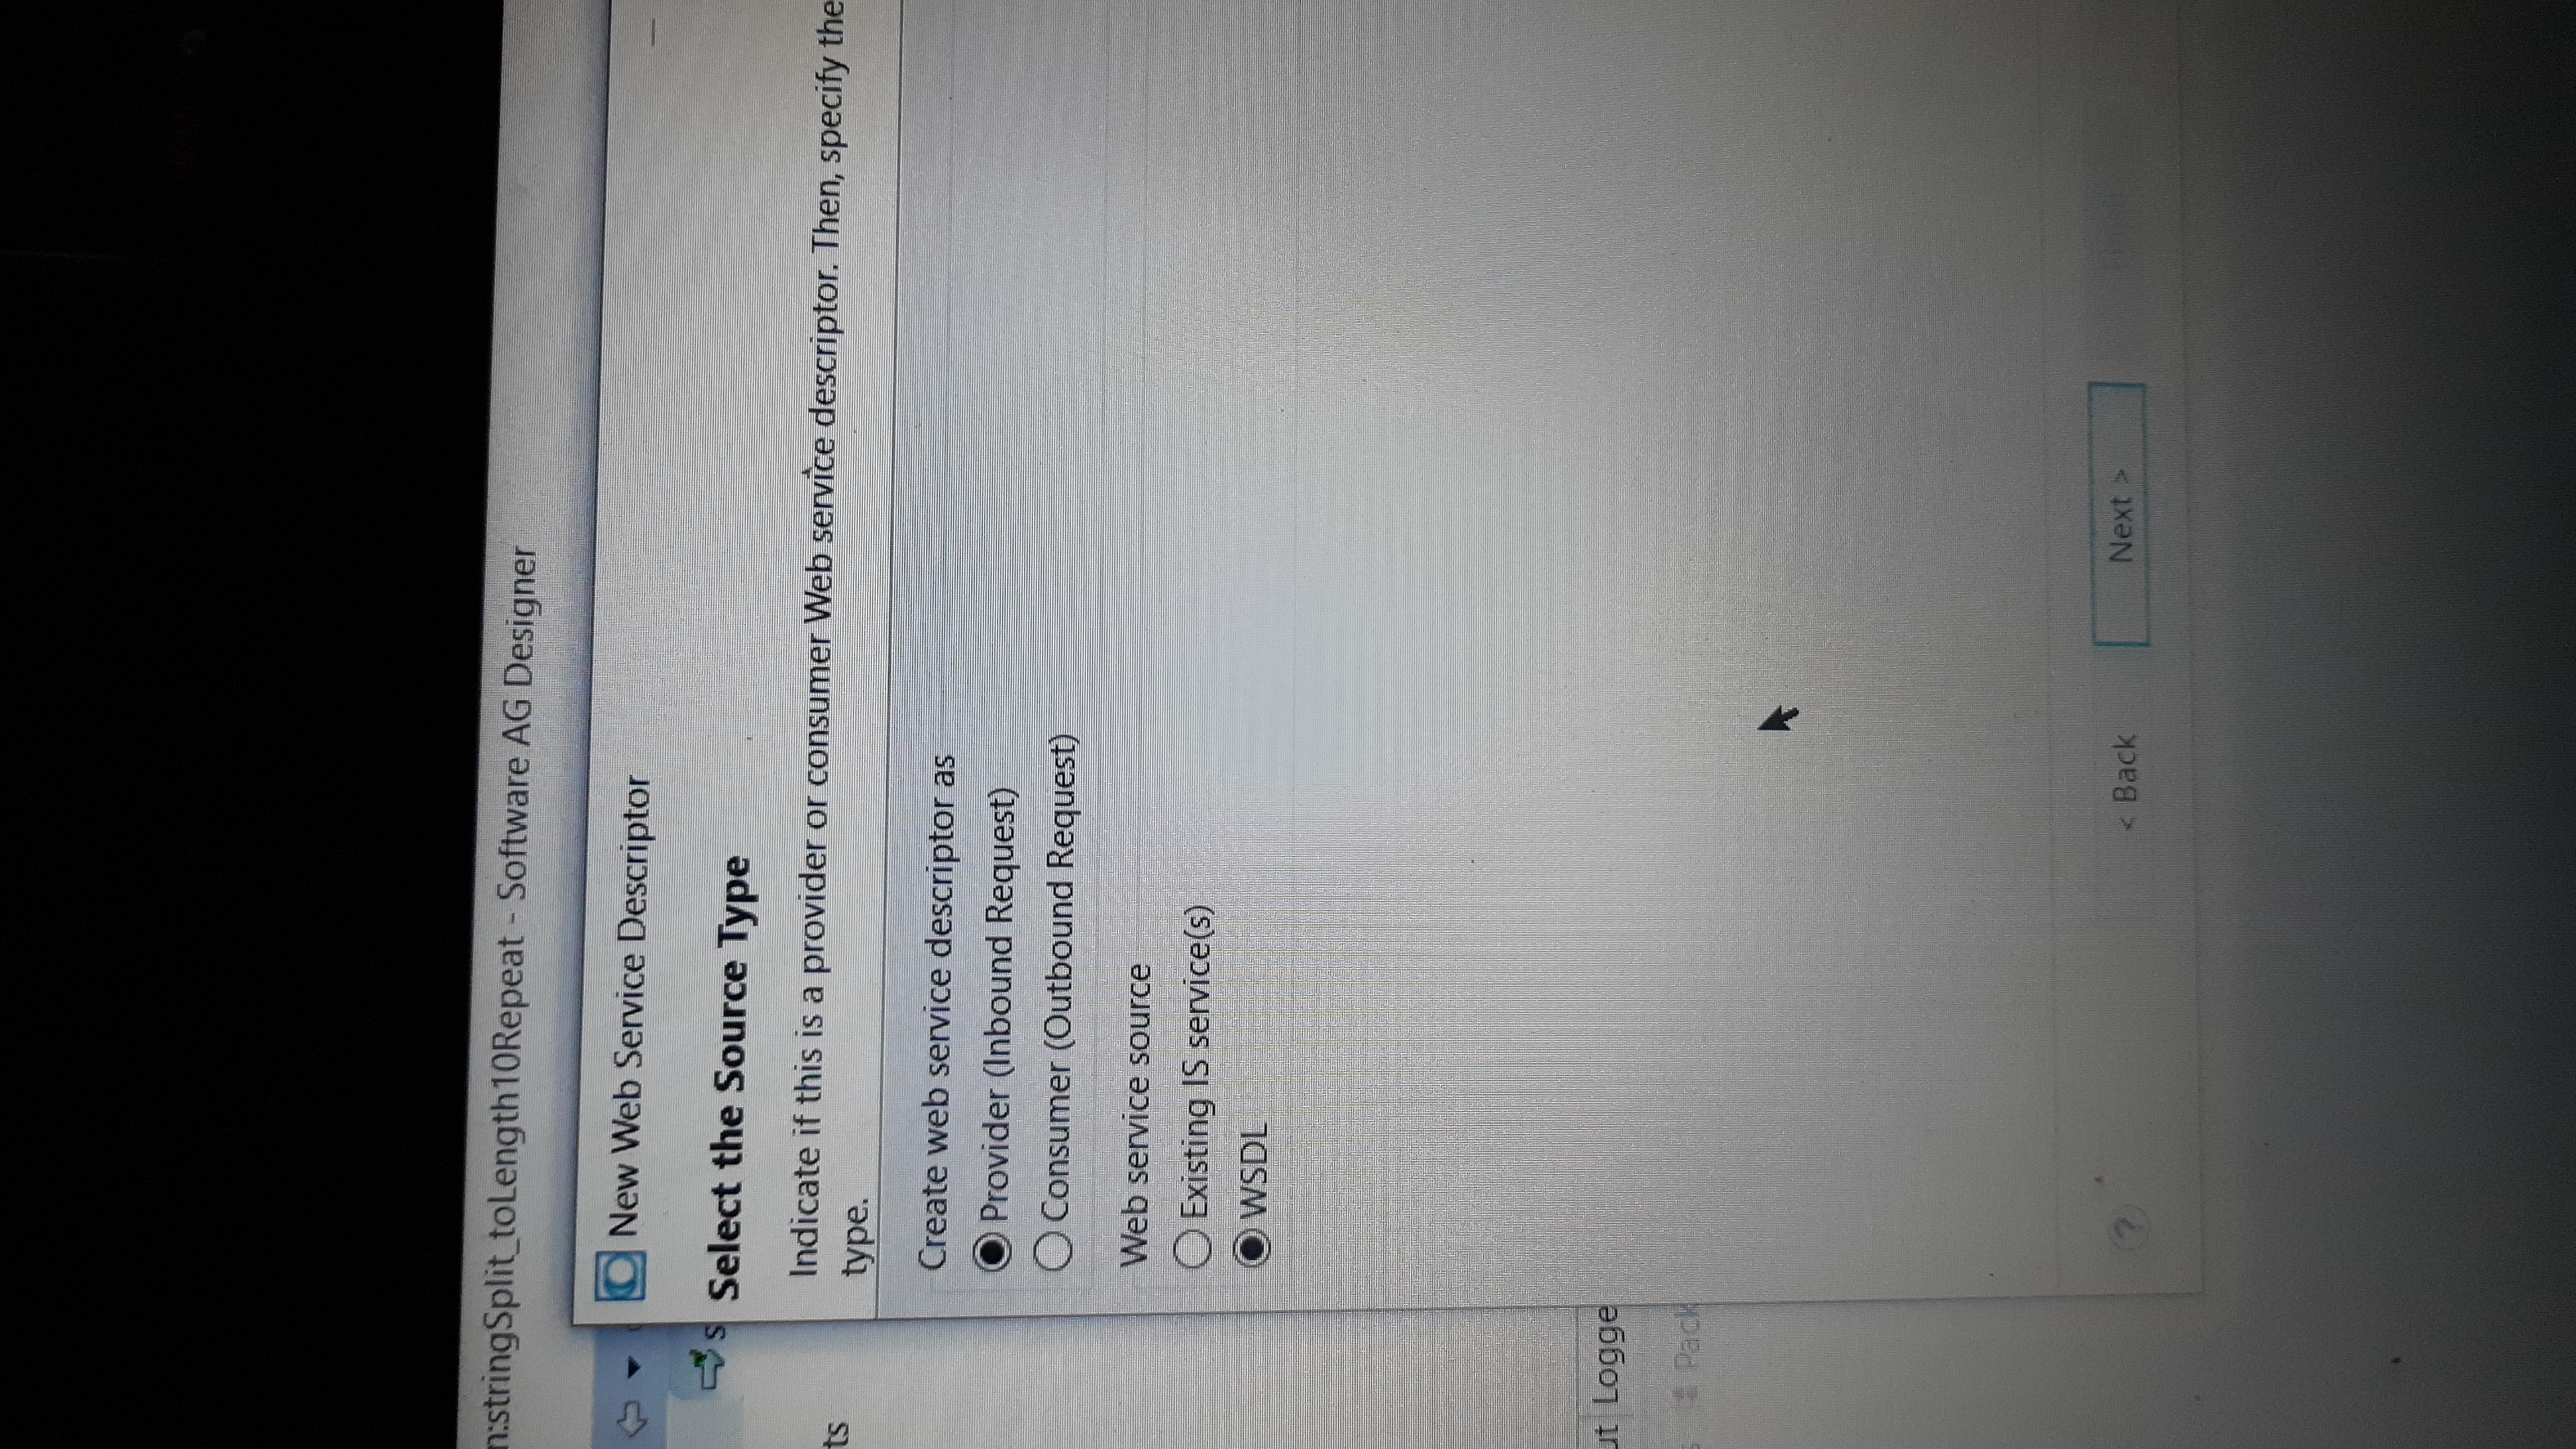 n:stringSplit_toLength10Repeat - Software AG Designer
New Web Service Descriptor
s
Select the Source Type
Indicate if this is a provider or consumer Web service descriptor. Then, specify the
type.
ts
Create web service descriptor as
Provider (Inbound Request)
Consumer (Outbound Request)
Web service source
Existing IS service(s)
WSDL
ut Logge
s Pack
? < Back Next >